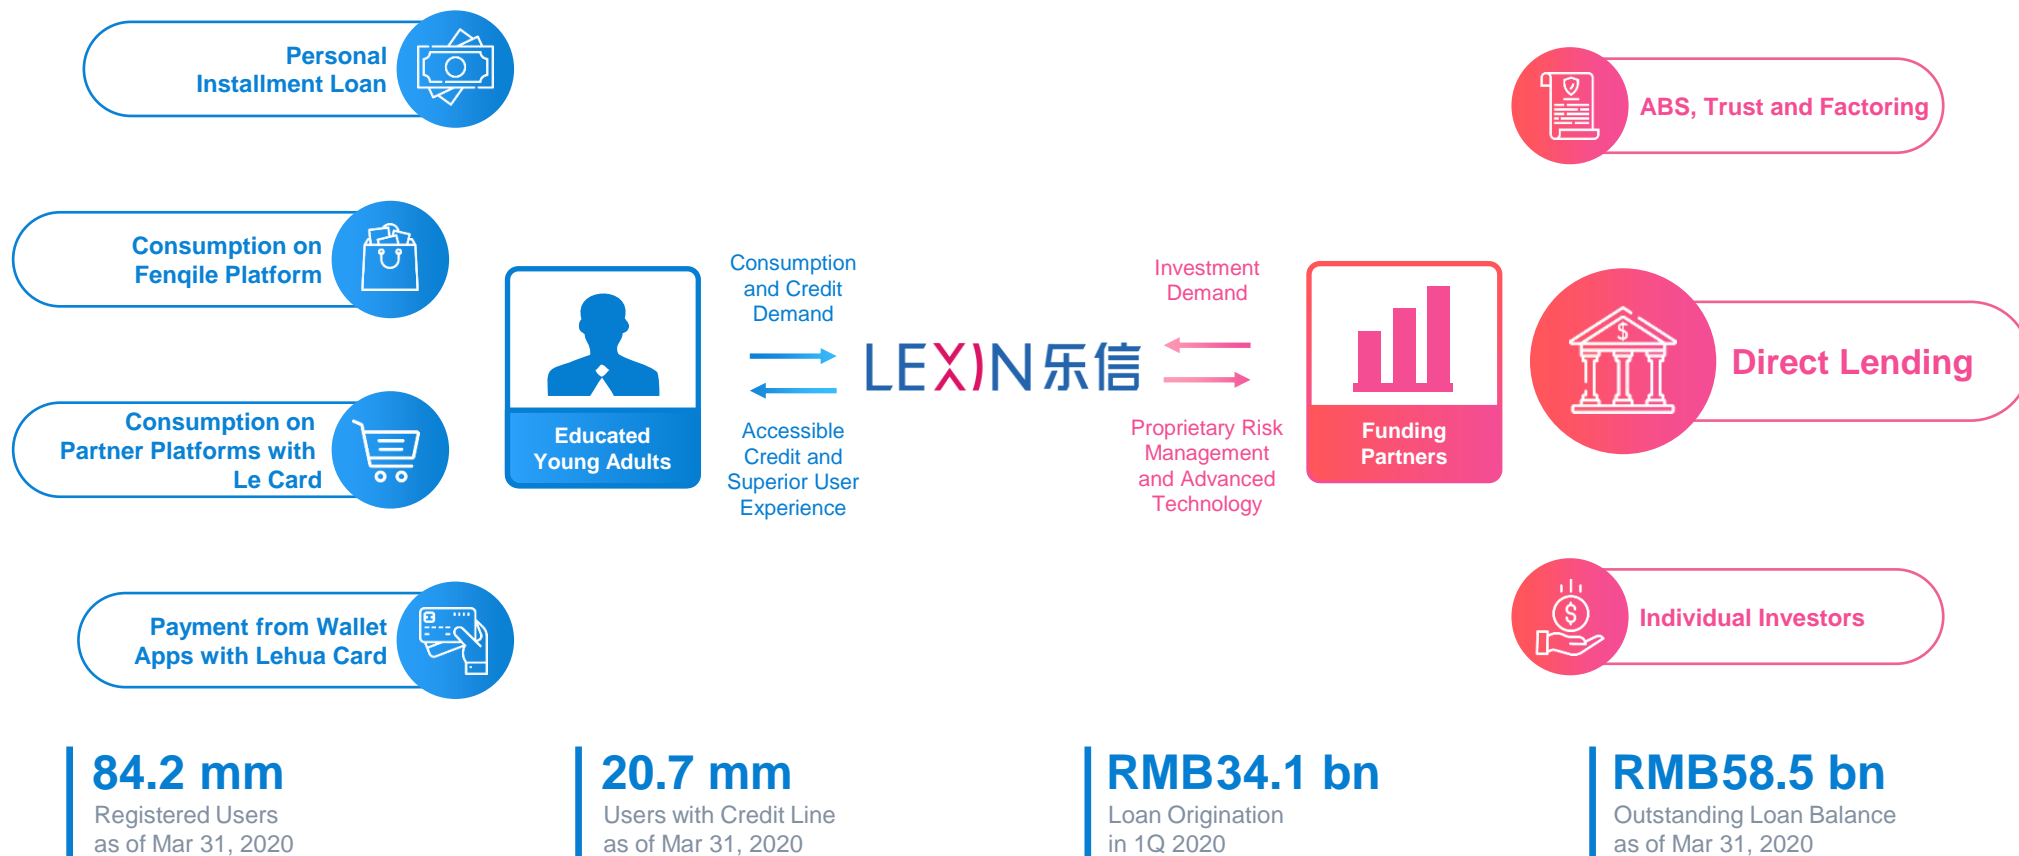 Personal
Installment Loan
Consumption on
Fenqile Platform
Consumption on
Partner Platforms with
Le Card
Payment from Wallet
Apps with Lehua Card
Educated
Young Adults
Consumption
and Credit
Demand
Accessible
Credit and
Superior User
Experience
LEXIN乐信
Investment
Demand
Proprietary Risk
Management
and Advanced
Technology
Funding
Partners
ABS, Trust and Factoring
Direct Lending
Individual Investors
84.2 mm
Registered Users
as of Mar 31, 2020
20.7 mm
Users with Credit Line
as of Mar 31, 2020
RMB34.1 bn
Loan Origination
in 1Q 2020
RMB58.5 bn
Outstanding Loan Balance
as of Mar 31, 2020